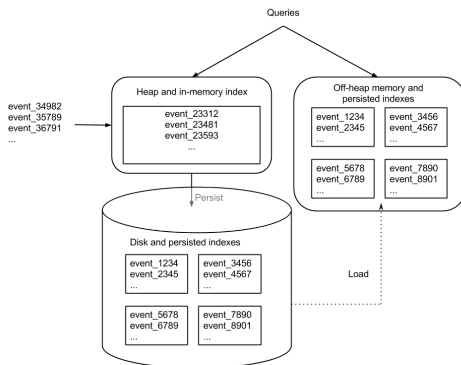 Queries
Heap and in-memory index
event_23312
event_23481
event_23593
...
event_34982
event_35789
event_36791
...
Off-heap memory and
persisted indexes
event_1234
event_2345
...
event_3456
event_4567
...
event_5678
event_6789
...
event_7890
event_8901
...
Persist
Disk and persisted indexes
event_1234
event_2345
...
event_3456
event_4567
...
event_5678
event_6789
...
event_7890
event_8901
...
Load